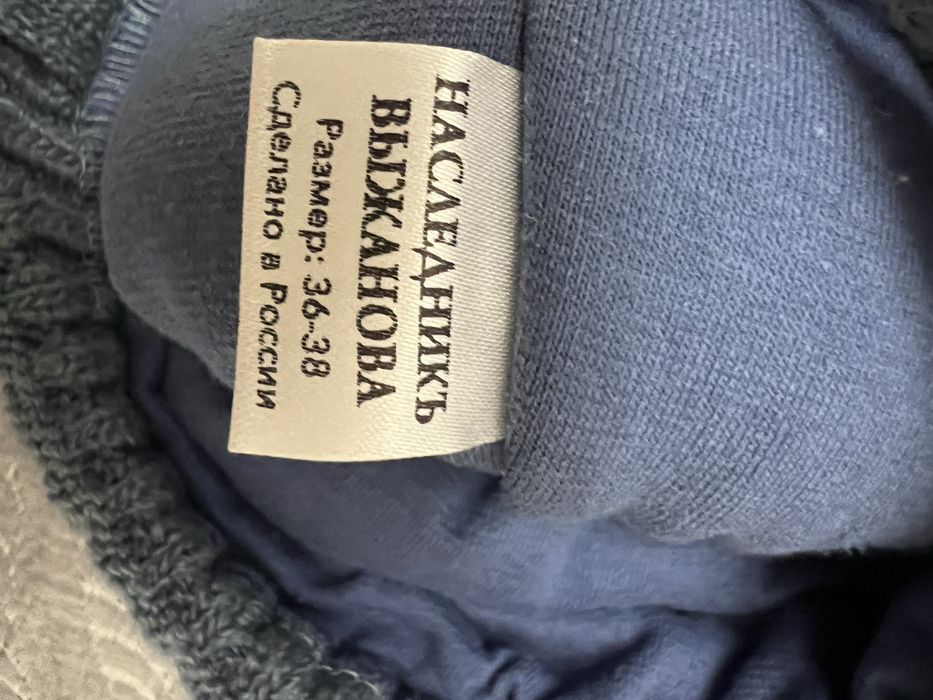 НАСЛЕДНИКЪ
ВЫЖАНОВА
Размер: 36-38
Сделано в России